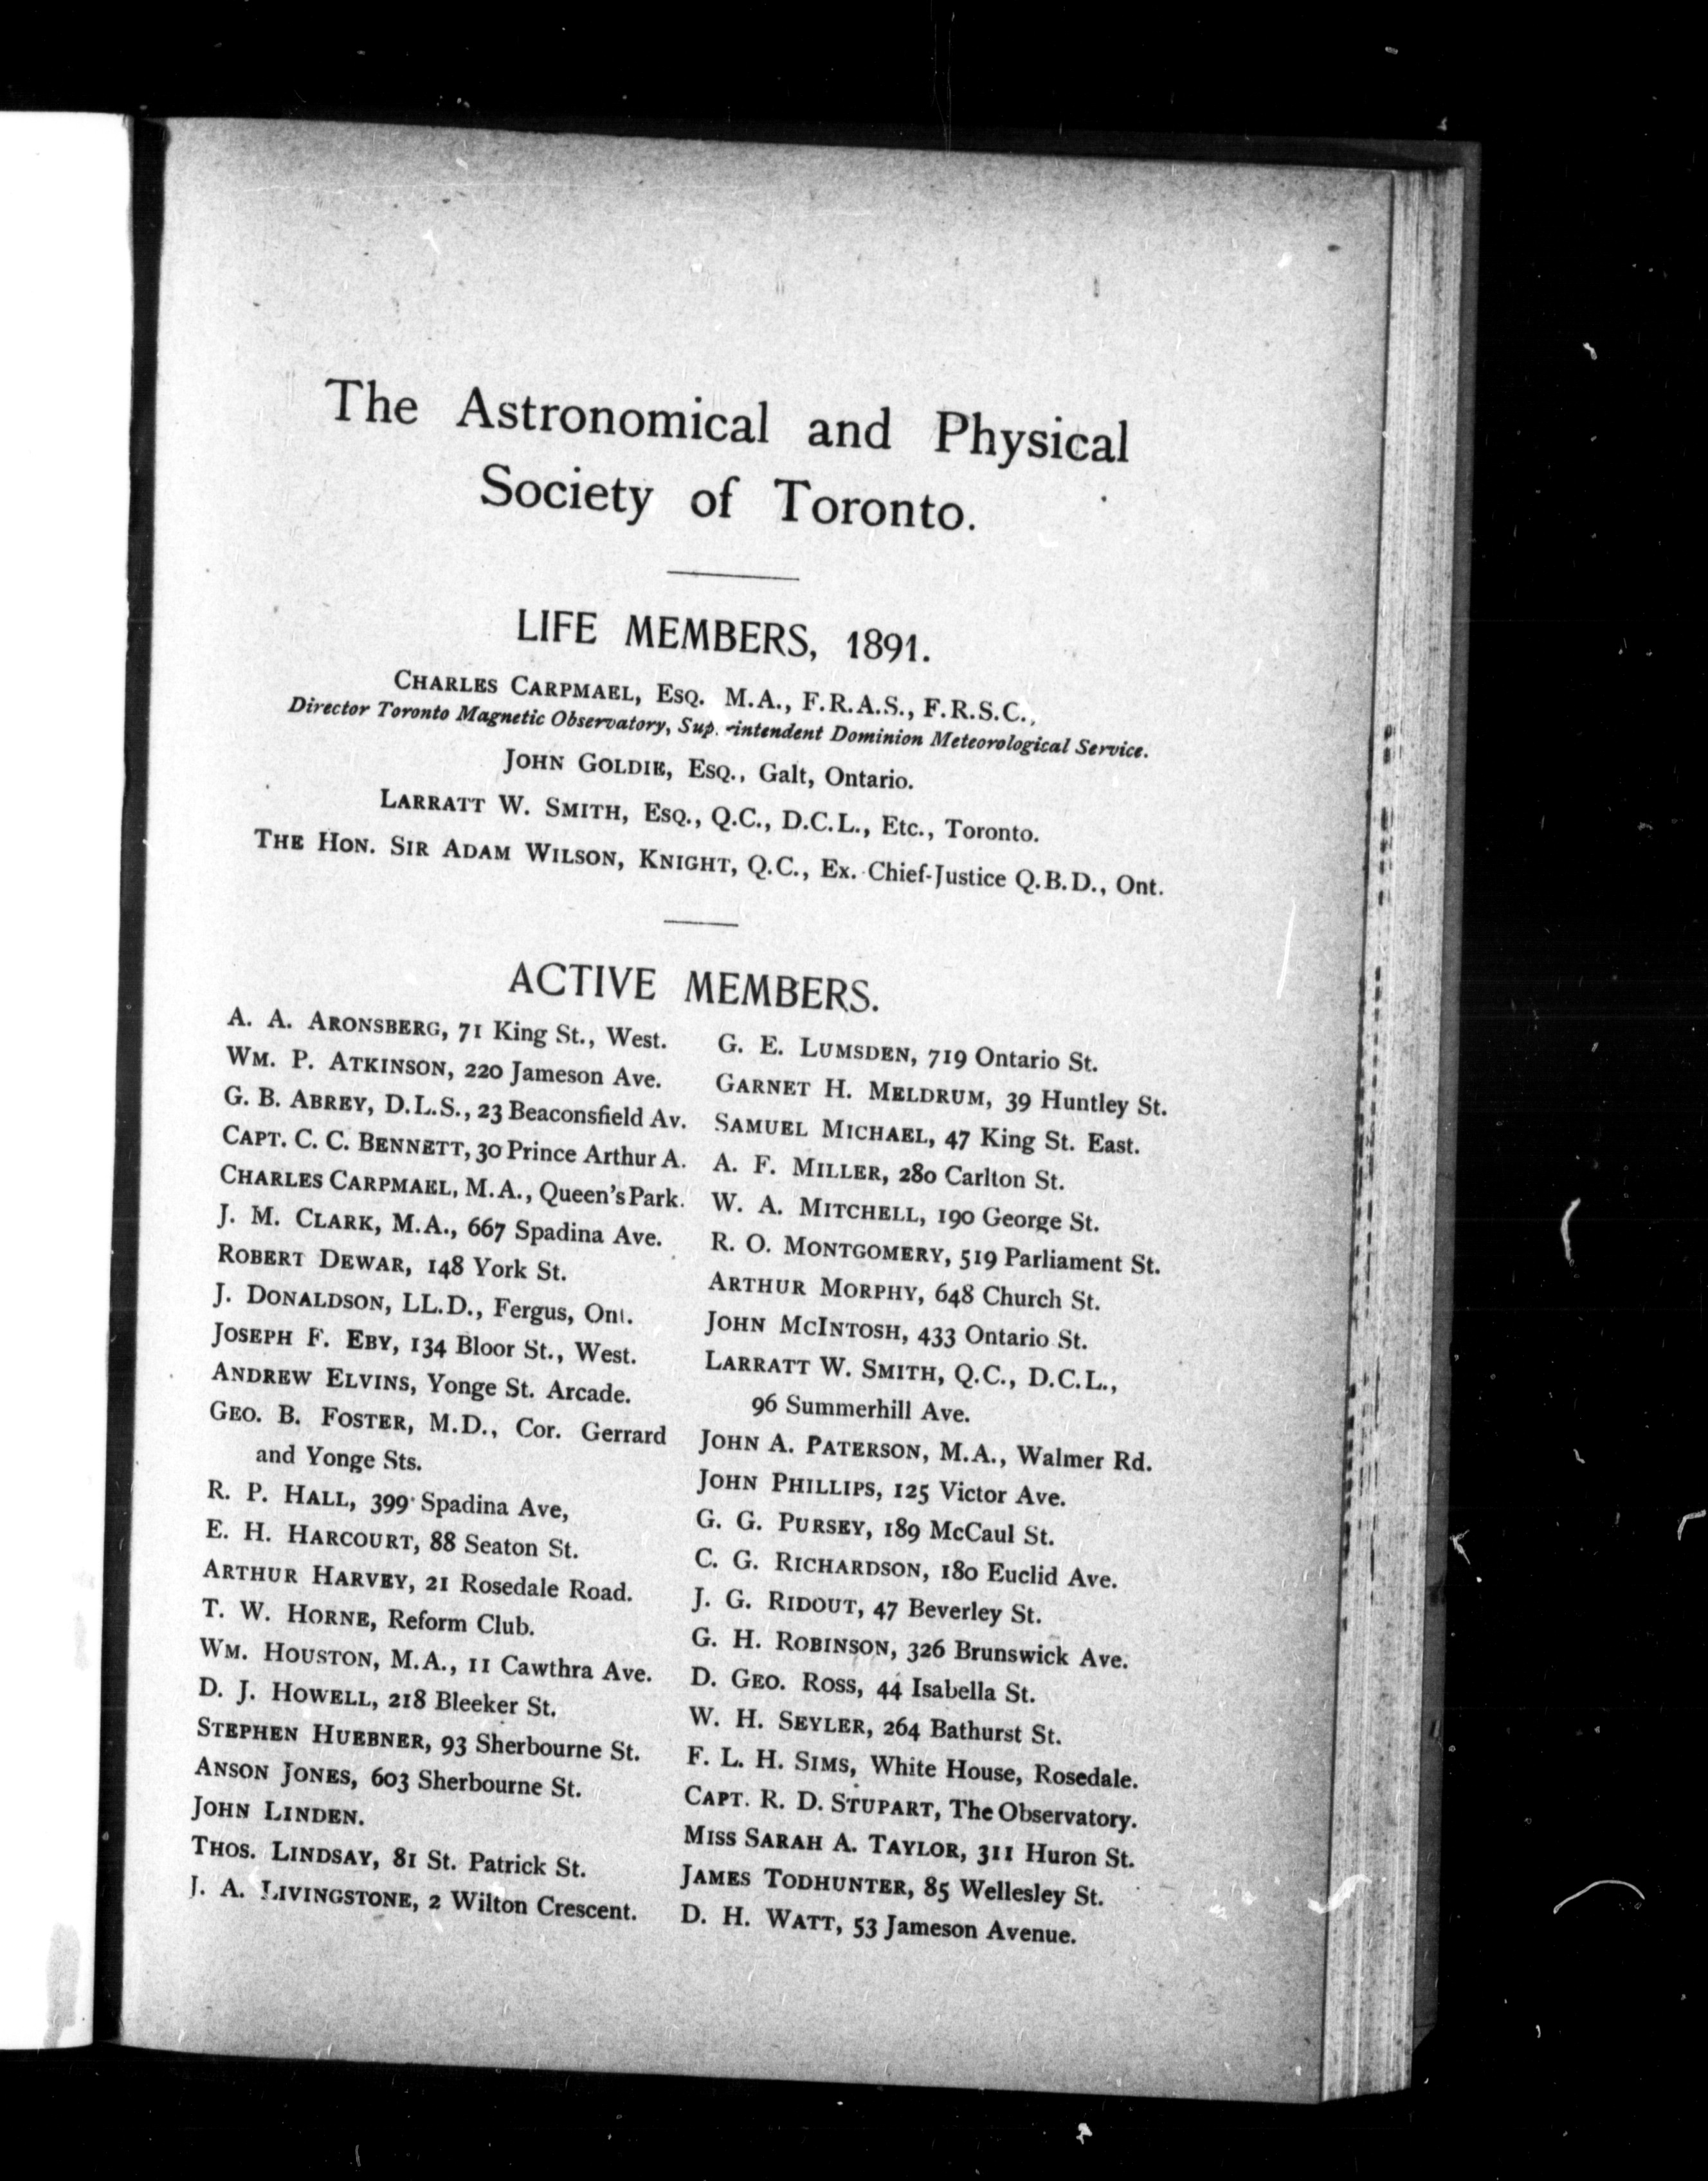 The Astronomical and Physical
Society of Toronto.
LIFE MEMBERS, 1891.
CHARLES CARPMAEL, ESQ. M.A., F.R.A.S., F.R.S.C.,
Director Toronto Magnetic Observatory, Sup. rintendent Dominion Meteorological Service.
JOHN GOLDIE, ESQ., Galt, Ontario.
LARRATT W. SMITH, ESQ., Q.C., D.C.L., Etc., Toronto.
THE HON. SIR ADAM WILSON, KNIGHT, Q.C., Ex. Chief-Justice Q.B.D., Ont.
ACTIVE MEMBERS.
A. A. ARONSBERG, 71 King St., West.
WM. P. ATKINSON, 220 Jameson Ave.
G. B. ABREY, D.L.S., 23 Beaconsfield Av.
CAPT. C. C. BENNETT, 30 Prince Arthur A.
CHARLES CARPMAEL, M.A., Queen's Park.
J. M. CLARK, M.A., 667 Spadina Ave.
ROBERT DEWAR, 148 York St.
J. DONALDSON, LL.D., Fergus, Ont.
JOSEPH F. EBY, 134 Bloor St., West.
ANDREW ELVINS, Yonge St. Arcade.
GEO. B. FOSTER, M.D., Cor. Gerrard
and Yonge Sts.
R. P. HALL, 399 Spadina Ave,
E. H. HARCOURT, 88 Seaton St.
ARTHUR HARVEY, 21 Rosedale Road.
T. W. HORNE, Reform Club.
WM. HOUSTON, M.A., 11 Cawthra Ave.
D. J. HOWELL, 218 Bleeker St.
STEPHEN HUEBNER, 93 Sherbourne St.
ANSON JONES, 603 Sherbourne St.
JOHN LINDEN.
THOS. LINDSAY, 81 St. Patrick St.
J. A. LIVINGSTONE, 2 Wilton Crescent.
G. E. LUMSDEN, 719 Ontario St.
GARNET H. MELDRUM, 39 Huntley St.
SAMUEL MICHAEL, 47 King St. East.
A. F. MILLER, 280 Carlton St.
W. A. MITCHELL, 190 George St.
R. O. MONTGOMERY, 519 Parliament St.
ARTHUR MORPHY, 648 Church St.
JOHN MCINTOSH, 433 Ontario St.
LARRATT W. SMITH, Q.C., D.C.L.,
96 Summerhill Ave.
JOHN A. PATERSON, M.A., Walmer Rd.
JOHN PHILLIPS, 125 Victor Ave.
G. G. PURSEY, 189 McCaul St.
C. G. RICHARDSON, 180 Euclid Ave.
J. G. RIDOUT, 47 Beverley St.
G. H. ROBINSON, 326 Brunswick Ave.
D. GEO. ROSS, 44 Isabella St.
W. H. SEYLER, 264 Bathurst St.
F. L. H. SIMS, White House, Rosedale.
CAPT. R. D. STUPART, The Observatory.
MISS SARAH A. TAYLOR, 311 Huron St.
JAMES TODHUNTER, 85 Wellesley St.
D. H. WATT, 53 Jameson Avenue.